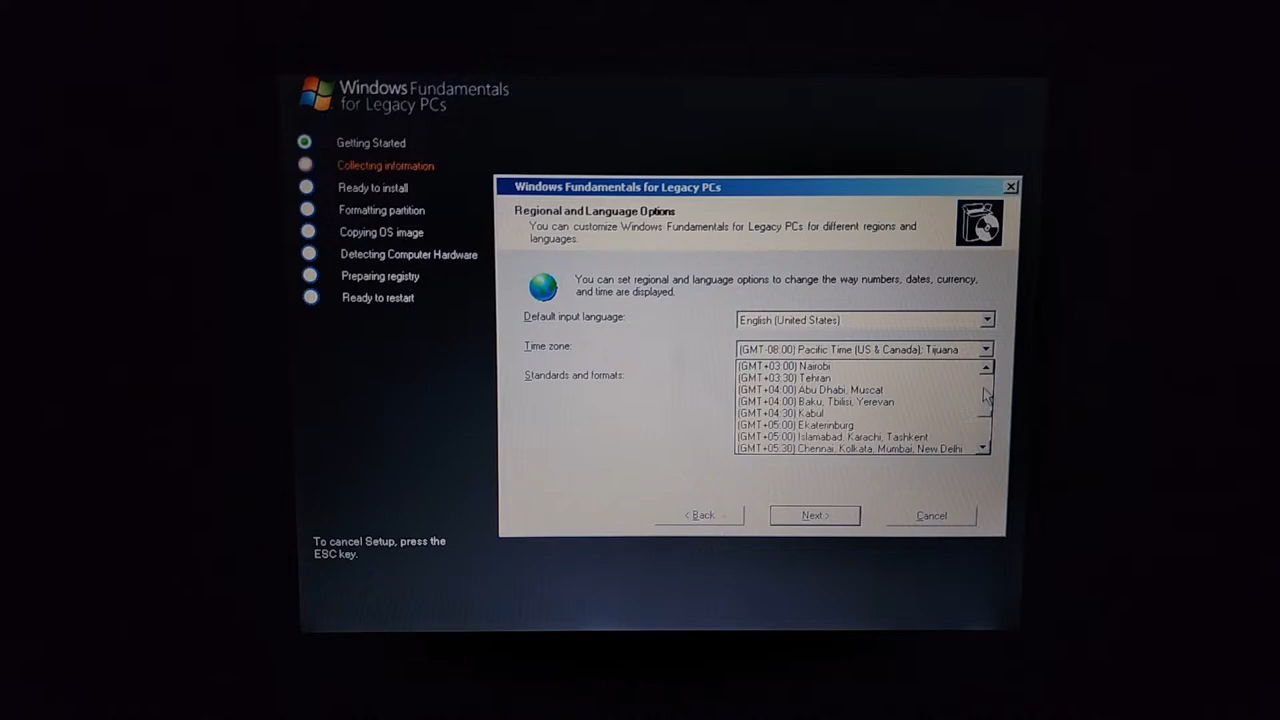 Windows Fundamentals
for Legacy PCs
Getting Started
Collecting information
Ready to install
Formatting partition
Copying OS image
Detecting Computer Hardware
Preparing registry
Ready to restart
To cancel Setup, press the
ESC key.
Windows Fundamentals for Legacy PCs
Regional and Language Options
You can customize Windows Fundamentals for Legacy PCs for different regions and
languages.
You can set regional and language options to change the way numbers, dates, currency,
and time are displayed.
Default input language:
English (United States)
Time zone:
(GMT-08:00) Pacific Time (US & Canada); Tijuana
Standards and formats:
(GMT+03:00) Nairobi
(GMT+03:30) Tehran
(GMT+04:00) Abu Dhabi, Muscat
(GMT+04:00) Baku, Tbilisi, Yerevan
(GMT+04:30) Kabul
(GMT+05:00) Ekaterinburg
(GMT+05:00) Islamabad, Karachi, Tashkent
(GMT+05:30) Chennai, Kolkata, Mumbai, New Delhi
< Back
Next >
Cancel